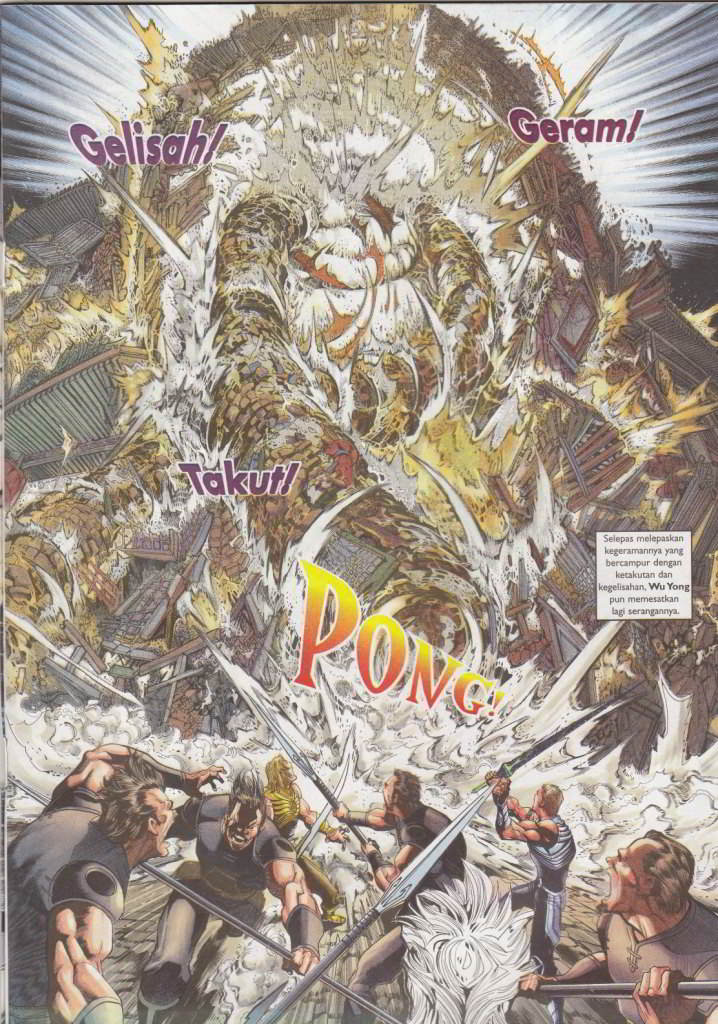 Gelisah!
Geram!
Takut!
Selepas melepaskan
kegeramannya yang
bercampur dengan
ketakutan dan
kegelisahan, Wu Yong
pun memesatkan
lagi serangannya.
PONG!